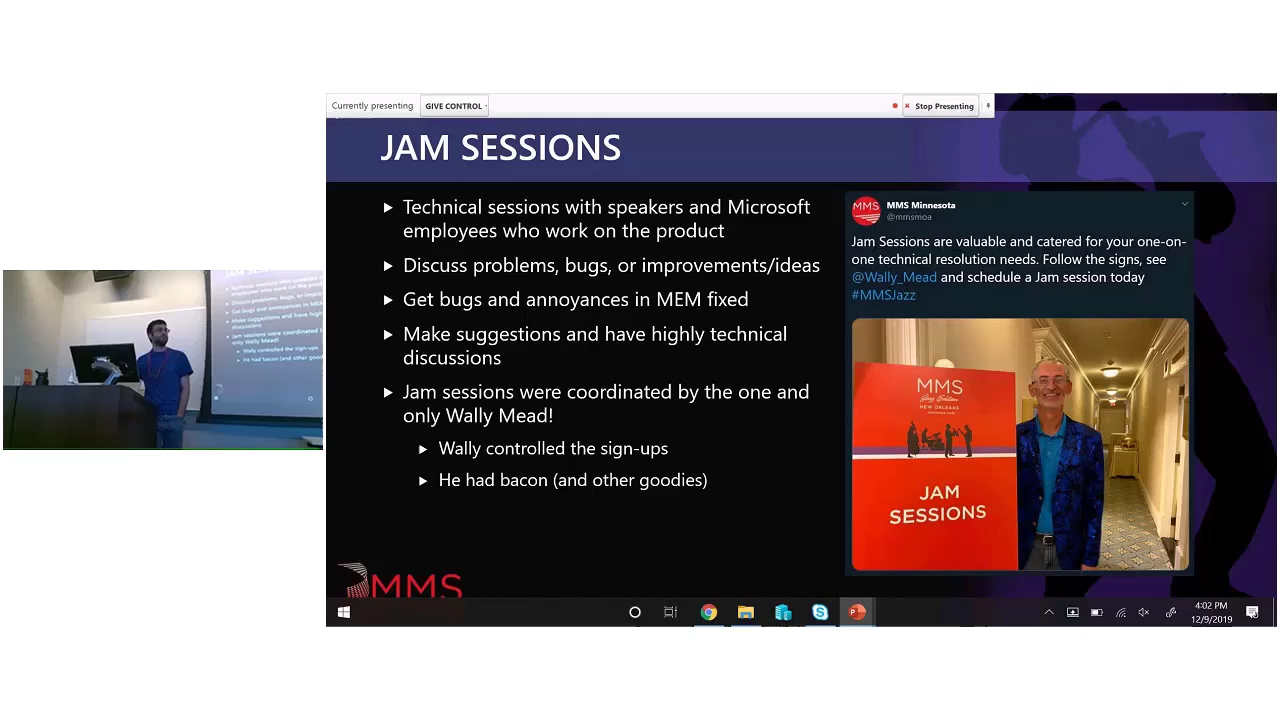 Currently presenting
GIVE CONTROL
Stop Presenting
JAM SESSIONS
Technical sessions with speakers and Microsoft
employees who work on the product
Discuss problems, bugs, or improvements/ideas
Get bugs and annoyances in MEM fixed
Make suggestions and have highly technical
discussions
Jam sessions were coordinated by the one and
only Wally Mead!
Wally controlled the sign-ups
He had bacon (and other goodies)
MMS
MMS Minnesota
@mmsmoa
Jam Sessions are valuable and catered for your one-on-
one technical resolution needs. Follow the signs, see
@Wally_Mead and schedule a Jam session today
#MMSJazz
MMS
Jazz Edition
NEW ORLEANS
JAM
SESSIONS
MMS
4:02 PM
12/9/2019